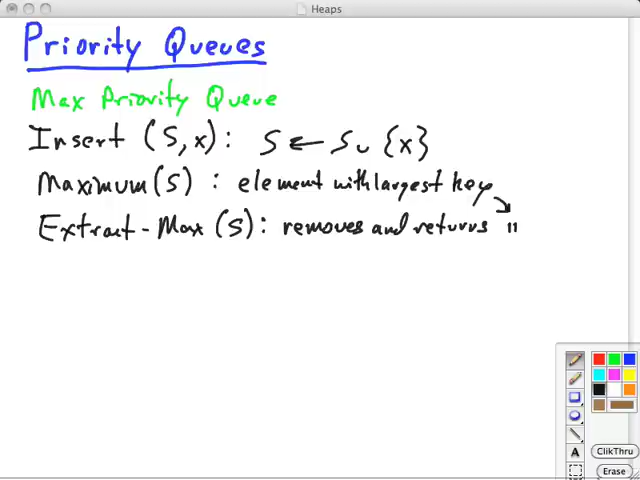 Heaps
Priority Queues
Max Priority Queue
Insert (S,x): S ← S ∪ {x}
Maximum(S) : element with largest key
Extract-Max (S): removes and returns "
A
ClikThru
Erase